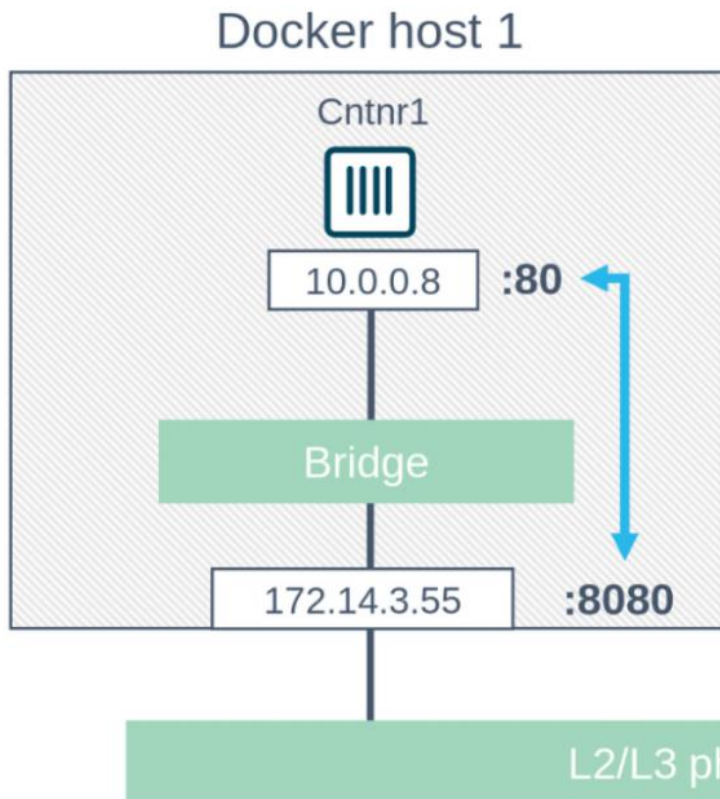 Docker host 1
Cntnr1
10.0.0.8 :80
Bridge
172.14.3.55 :8080
L2/L3